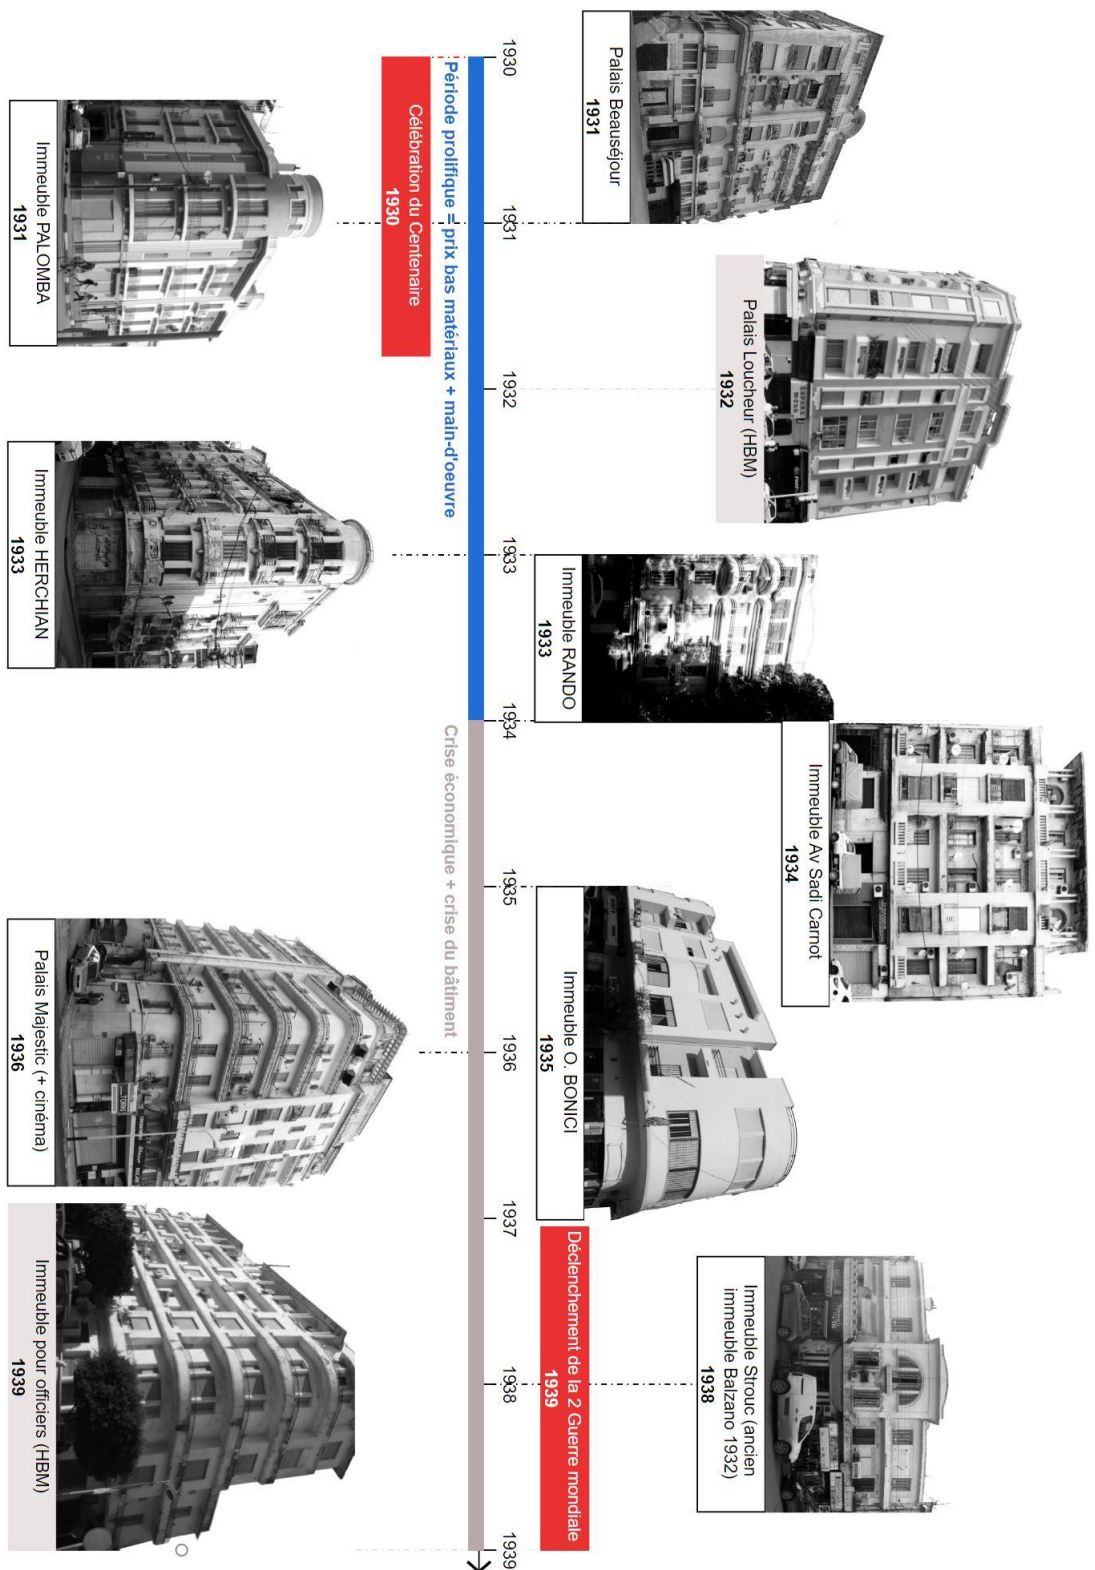 Palais Beauséjour
1931
Palais Loucheur (HBM)
1932
Immeuble RANDO
1933
Immeuble Av Sadi Carnot
1934
Immeuble O. BONICI
1935
Immeuble Strouc (ancien
immeuble Balzano 1932)
1938
Déclenchement de la 2 Guerre mondiale
1939
1930
1931
1932
1933
1934
1935
1936
1937
1938
1939
Période prolifique = prix bas matériaux + main-d'oeuvre
Crise économique + crise du bâtiment
Célébration du Centenaire
1930
Immeuble PALOMBA
1931
Immeuble HERCHIAN
1933
Palais Majestic (+ cinéma)
1936
Immeuble pour officiers (HBM)
1939